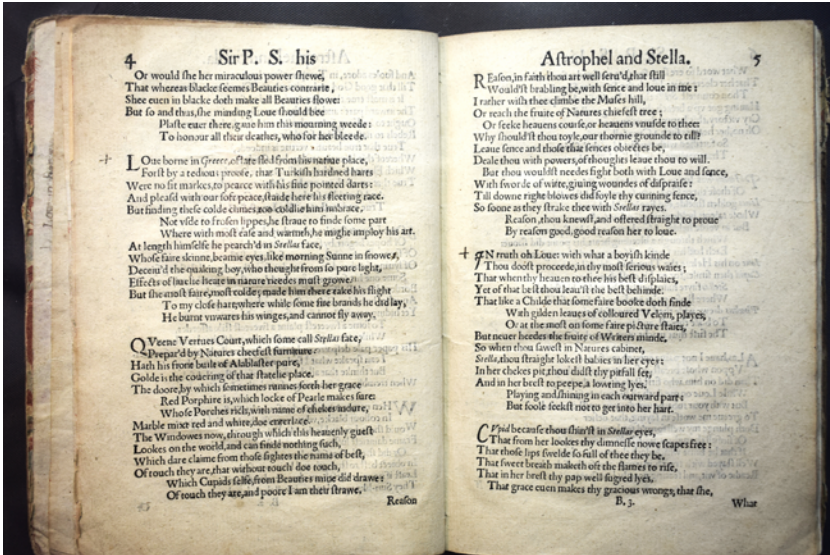 4 Sir P. S. his
Or would she her miraculous power shewe,
That whereas blacke seemes Beauties contrarie,
Shee euen in blacke doth make all Beauties flowe:
But so and thus, she minding Loue should bee
Plaste euer there, giue him this mourning weede:
To honour all their deathes, who for her bleede.
LOue borne in Greece, of late fled from his natiue place,
Forst by a tedious proofe, that Turkish hardned harts
Were no fit markes, to pearce with his fine pointed darts:
And pleasd with our soft peace, staide here his fleeting race.
But finding these colde climes, too coldlie him imbrace,
Not vsde to frosen lippes, he straue to finde some part
Where with most ease and warmth, he might imploy his art.
At length himselfe he pearch'd in Stellas face,
Whose faire skinne, beamie eyes, like morning Sunne in snowe,
Deceiu'd the quaking boy, who thought from so pure light,
Effects of liuelie heate in nature needes must growe.
But she most faire, most colde; made him there take his flight
To my close hart, where while some fire brands he did lay,
He burnt vnwares his winges, and cannot fly away.
QVeene Vertues Court, which some call Stellas face,
Prepar'd by Natures cheefest furniture:
Hath his front built of Alablaster pure,
Golde is the couering of that statelie place.
The doore, by which sometimes runnes forth her grace
Red Porphire is, which locke of Pearle makes sure:
Whose Porches rich, with name of chekes indure,
Marble mixt red and white, doe enterlace.
The Windowes now, through which this heauenly guest
Lookes on the world, and can finde nothing such,
Which dare claime from those sightes the name of best,
Of touch they are, that without touch doe touch,
Which Cupids selfe, from Beauties mine did drawe:
Of touch they are, and poore I am their strawe.
Reason
Astrophel and Stella. 5
REason, in faith thou art well seru'd, that still
Would'st brabling be, with sence and loue in me:
I rather wisht thee climbe the Muses hill,
Or reach the fruite of Natures chiefest tree;
Or seeke heauens course, or heauens vnusde to thee:
Why should'st thou toyle, our thornie grounde to till?
Leaue sence and those that sences obiectes be,
Deale thou with powers, of thoughts leaue thou to will.
But thou would'st needes fight both with Loue and sence,
With sworde of witte, giuing woundes of dispraise:
Till downe right blowes did foyle thy cunning sence,
So soone as they strake thee with Stellas rayes.
Reason, thou knewst, and offered straight to proue
By reason good, good reason her to loue.
IN truth oh Loue: with what a boyish kinde
Thou doost proceede, in thy most serious waies;
That when thy heauen to thee his best displaies,
Yet of that best thou leau'st the best behinde.
That like a Childe that some faire booke doth finde
With gilden leaues of colloured Velom, playes,
Or at the most on some faire picture staies,
But neuer heedes the fruite of Writers minde.
So when thou sawest in Natures cabinet,
Stella, thou straight lokest babies in her eyes:
In her chekes pit, thou didst thy pitfall set,
And in her brest to peepe, a lowting lyes,
Playing and shining in each outward part:
But foole seekst not to get into her hart.
CVpid because thou shin'st in Stellas eyes,
That from her lookes thy dimnesse nowe scapes free:
That those lips swelde so full of thee they be,
That sweet breath maketh oft the flames to rise,
That in her brest thy pap well sugred lyes,
That grace euen makes thy gracious wrongs, that she,
B. 3. What